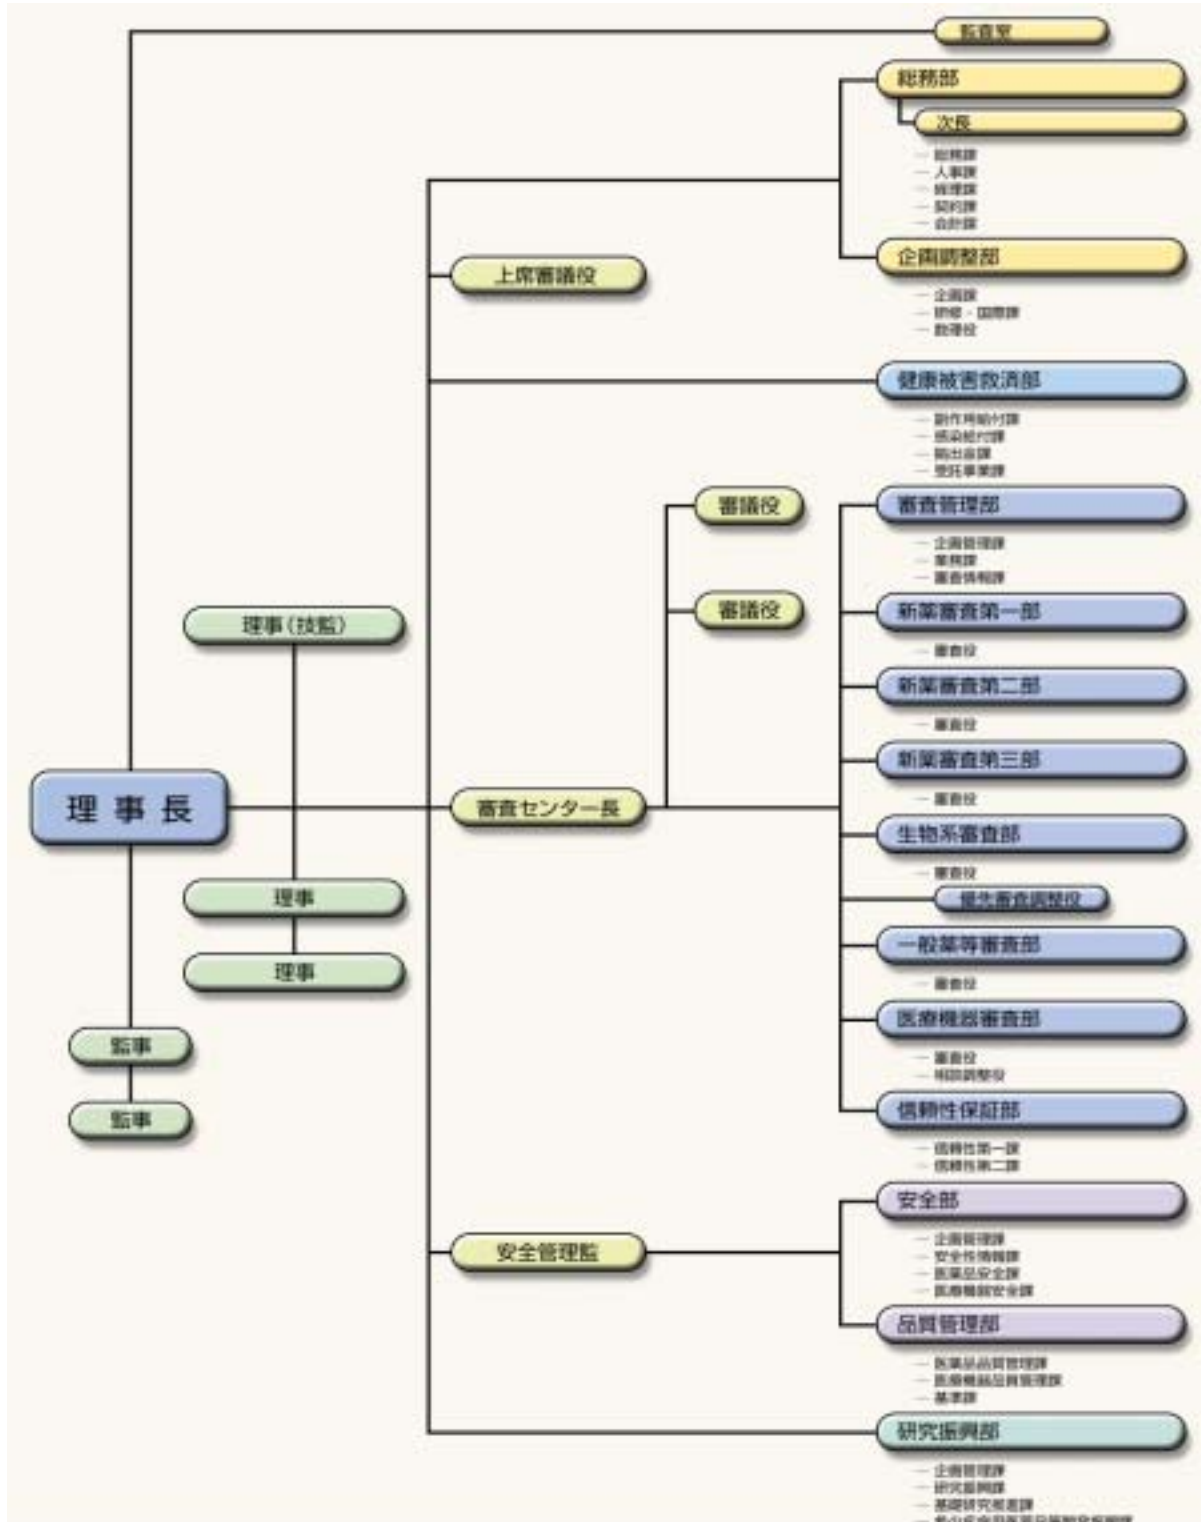 監査室
総務部
次長
総務課
人事課
経理課
契約課
会計課
上席審議役
企画調整部
企画課
研修・国際課
数理役
健康被害救済部
副作用給付課
感染給付課
拠出金課
受託事業課
審議役
審査管理部
企画管理課
業務課
審査情報課
審議役
新薬審査第一部
審査役
理事(技監)
新薬審査第二部
審査役
新薬審査第三部
審査役
理事長
審査センター長
生物系審査部
審査役
優先審査調整役
理事
一般薬等審査部
審査役
理事
医療機器審査部
審査役
相談調整役
監事
信頼性保証部
信頼性第一課
信頼性第二課
監事
安全部
企画管理課
安全性情報課
医薬品安全課
医療機器安全課
安全管理監
品質管理部
医薬品品質管理課
医療機器品質管理課
基準課
研究振興部
企画管理課
研究振興課
基礎研究推進課